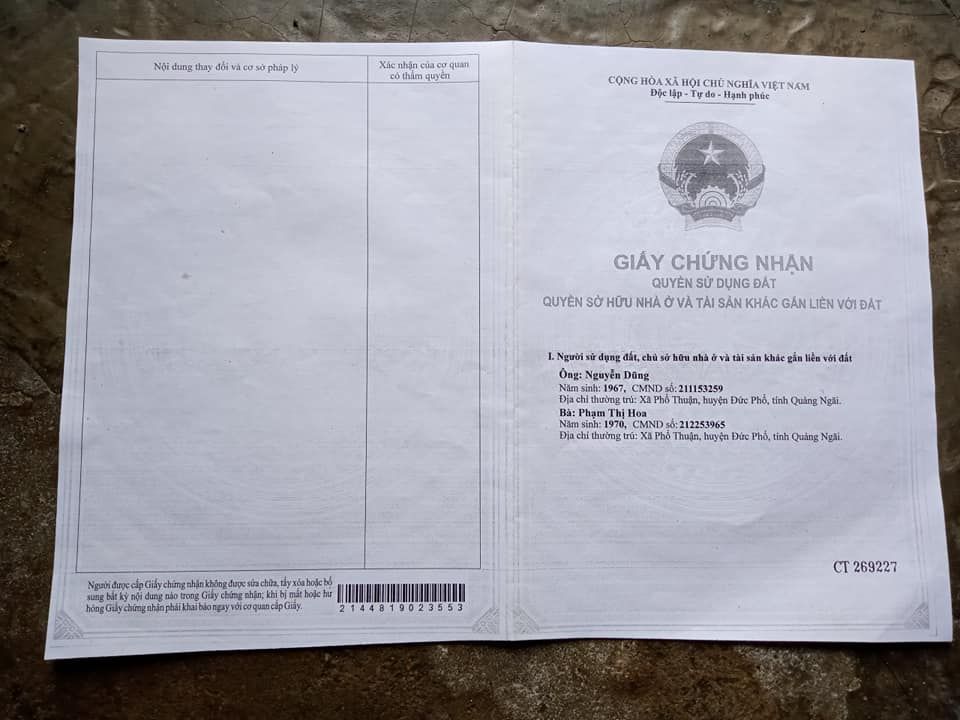 Nội dung thay đổi và cơ sở pháp lý
Xác nhận của cơ quan
có thẩm quyền
Người được cấp Giấy chứng nhận không được sửa chữa, tẩy xóa hoặc bổ
sung bất kỳ nội dung nào trong Giấy chứng nhận; khi bị mất hoặc hư
hỏng Giấy chứng nhận phải khai báo ngay với cơ quan cấp Giấy.
2144819023553
CỘNG HÒA XÃ HỘI CHỦ NGHĨA VIỆT NAM
Độc lập - Tự do - Hạnh phúc
GIẤY CHỨNG NHẬN
QUYỀN SỬ DỤNG ĐẤT
QUYỀN SỞ HỮU NHÀ Ở VÀ TÀI SẢN KHÁC GẮN LIỀN VỚI ĐẤT
I. Người sử dụng đất, chủ sở hữu nhà ở và tài sản khác gắn liền với đất
Ông: Nguyễn Dũng
Năm sinh: 1967, CMND số: 211153259
Địa chỉ thường trú: Xã Phổ Thuận, huyện Đức Phổ, tỉnh Quảng Ngãi.
Bà: Phạm Thị Hoa
Năm sinh: 1970, CMND số: 212253965
Địa chỉ thường trú: Xã Phổ Thuận, huyện Đức Phổ, tỉnh Quảng Ngãi.
CT 269227